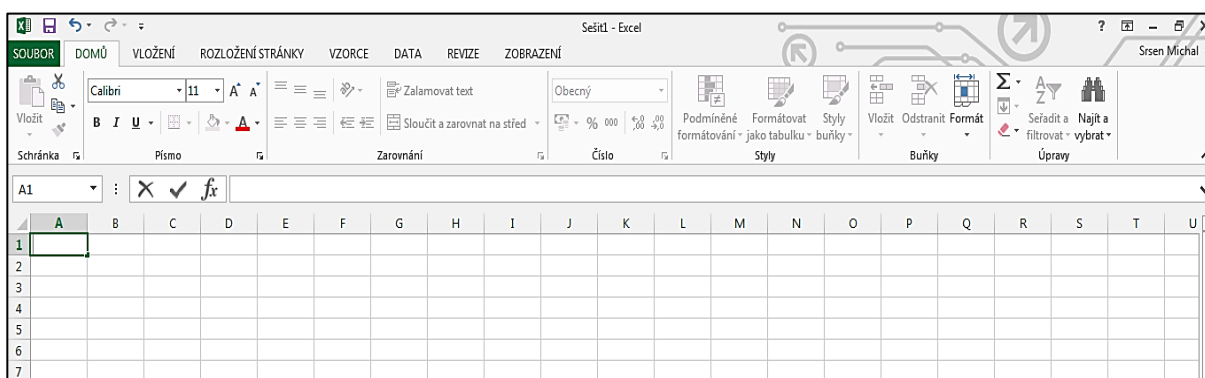 Sešit1 - Excel
?
SOUBOR DOMŮ VLOŽENÍ ROZLOŽENÍ STRÁNKY VZORCE DATA REVIZE ZOBRAZENÍ Srsen Michal
Vložit
Schránka
Calibri 11 A A
B I U A
Písmo
Zalamovat text
Sloučit a zarovnat na střed
Zarovnání
Obecný
% 000 ,00 ,0
Číslo
Podmíněné formátování
Formátovat jako tabulku
Styly buňky
Styly
Vložit Odstranit Formát
Buňky
Σ
Seřadit a filtrovat
Najít a vybrat
Úpravy
A1 fx
A B C D E F G H I J K L M N O P Q R S T U
1
2
3
4
5
6
7